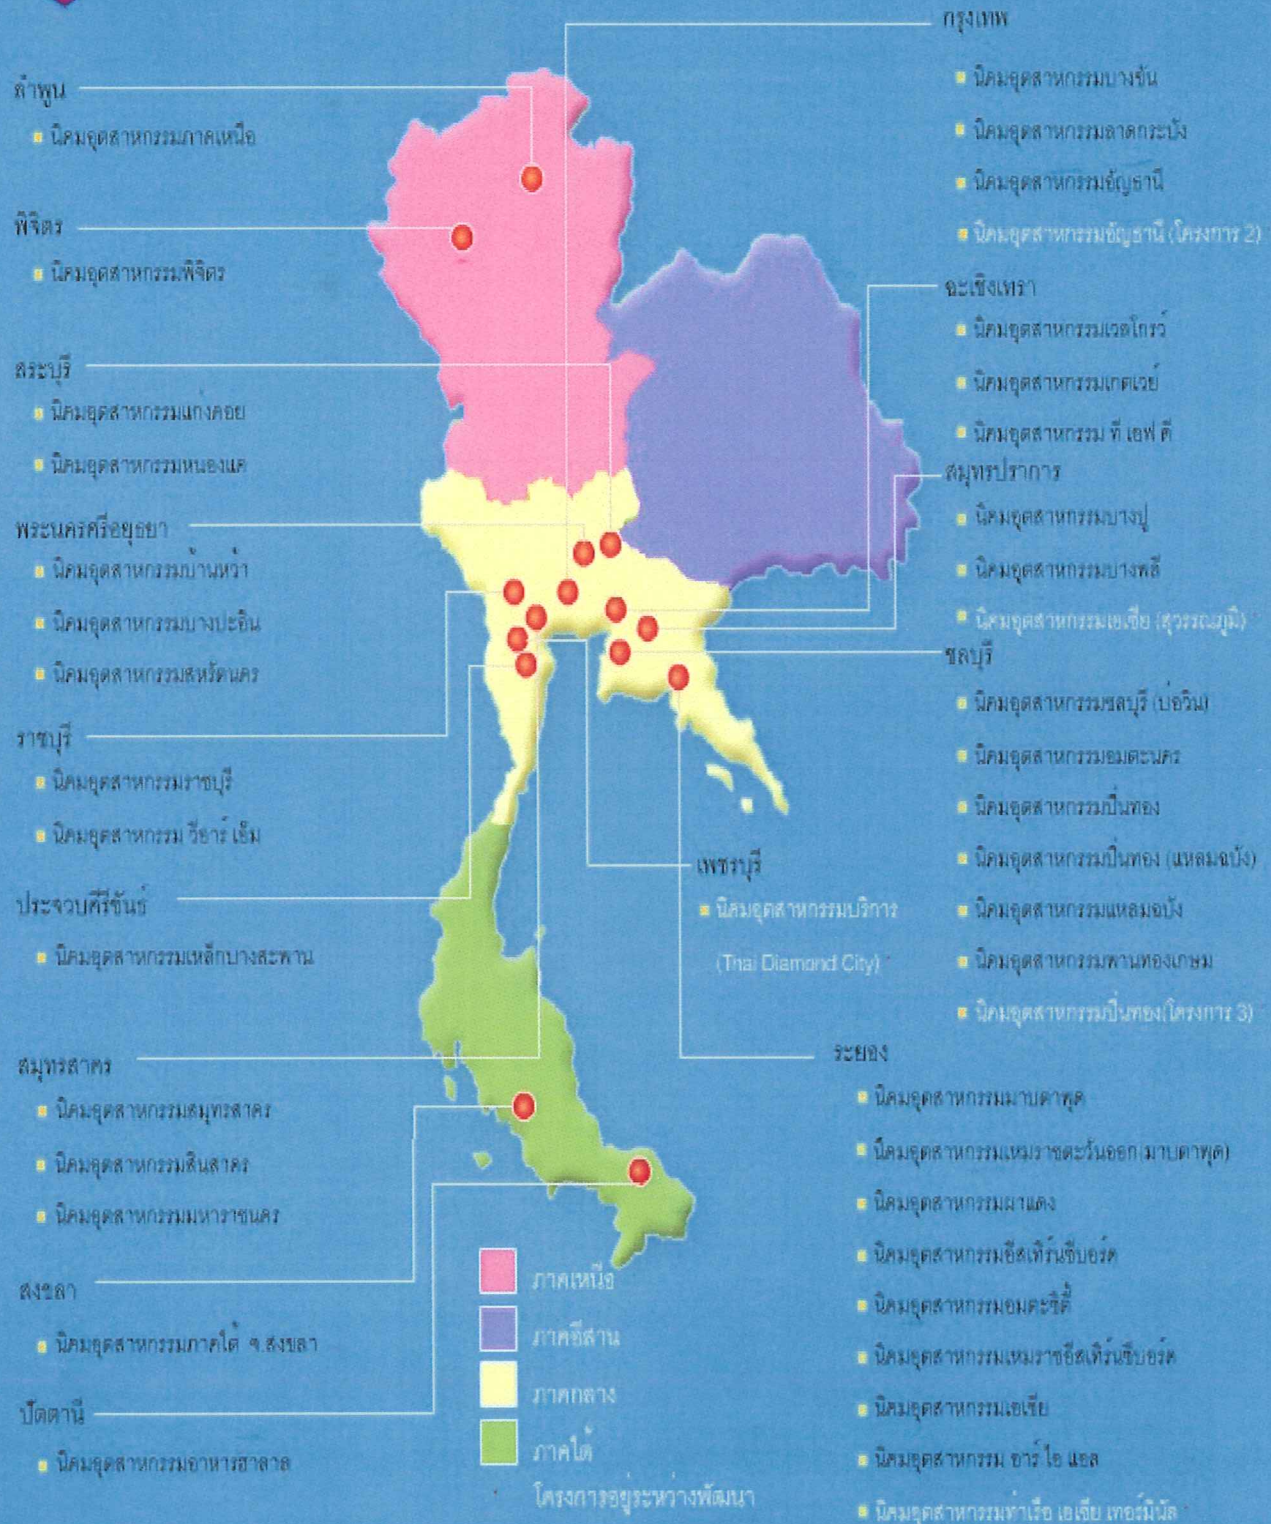 ลำพูน
นิคมอุตสาหกรรมภาคเหนือ
พิจิตร
นิคมอุตสาหกรรมพิจิตร
สระบุรี
นิคมอุตสาหกรรมแก่งคอย
นิคมอุตสาหกรรมหนองแค
พระนครศรีอยุธยา
นิคมอุตสาหกรรมบ้านหว้า
นิคมอุตสาหกรรมบางปะอิน
นิคมอุตสาหกรรมสหรัตนนคร
ราชบุรี
นิคมอุตสาหกรรมราชบุรี
นิคมอุตสาหกรรม วีอาร์ เอ็ม
ประจวบคีรีขันธ์
นิคมอุตสาหกรรมเหล็กบางสะพาน
สมุทรสาคร
นิคมอุตสาหกรรมสมุทรสาคร
นิคมอุตสาหกรรมสินสาคร
นิคมอุตสาหกรรมมหาราชนคร
สงขลา
นิคมอุตสาหกรรมภาคใต้ จ.สงขลา
ปัตตานี
นิคมอุตสาหกรรมอาหารฮาลาล
กรุงเทพ
นิคมอุตสาหกรรมบางชัน
นิคมอุตสาหกรรมลาดกระบัง
นิคมอุตสาหกรรมอัญธานี
นิคมอุตสาหกรรมอัญธานี (โครงการ 2)
ฉะเชิงเทรา
นิคมอุตสาหกรรมเวลโกรว์
นิคมอุตสาหกรรมเกตเวย์
นิคมอุตสาหกรรม ที เอฟ ดี
สมุทรปราการ
นิคมอุตสาหกรรมบางปู
นิคมอุตสาหกรรมบางพลี
นิคมอุตสาหกรรมเอเซีย (สุวรรณภูมิ)
ชลบุรี
นิคมอุตสาหกรรมชลบุรี (บ่อวิน)
นิคมอุตสาหกรรมอมตะนคร
นิคมอุตสาหกรรมปิ่นทอง
นิคมอุตสาหกรรมปิ่นทอง (แหลมฉบัง)
นิคมอุตสาหกรรมแหลมฉบัง
นิคมอุตสาหกรรมพานทองเกษม
นิคมอุตสาหกรรมปิ่นทอง(โครงการ 3)
เพชรบุรี
นิคมอุตสาหกรรมบริการ
(Thai Diamond City)
ระยอง
นิคมอุตสาหกรรมมาบตาพุด
นิคมอุตสาหกรรมเหมราชตะวันออก(มาบตาพุด)
นิคมอุตสาหกรรมผาแดง
นิคมอุตสาหกรรมอีสเทิร์นซีบอร์ด
นิคมอุตสาหกรรมอมตะซิตี้
นิคมอุตสาหกรรมเหมราชอีสเทิร์นซีบอร์ด
นิคมอุตสาหกรรมเอเซีย
นิคมอุตสาหกรรม อาร์ ไอ แอล
นิคมอุตสาหกรรมท่าเรือ เอเซีย เทอร์มินัล
ภาคเหนือ
ภาคอีสาน
ภาคกลาง
ภาคใต้
โครงการอยู่ระหว่างพัฒนา